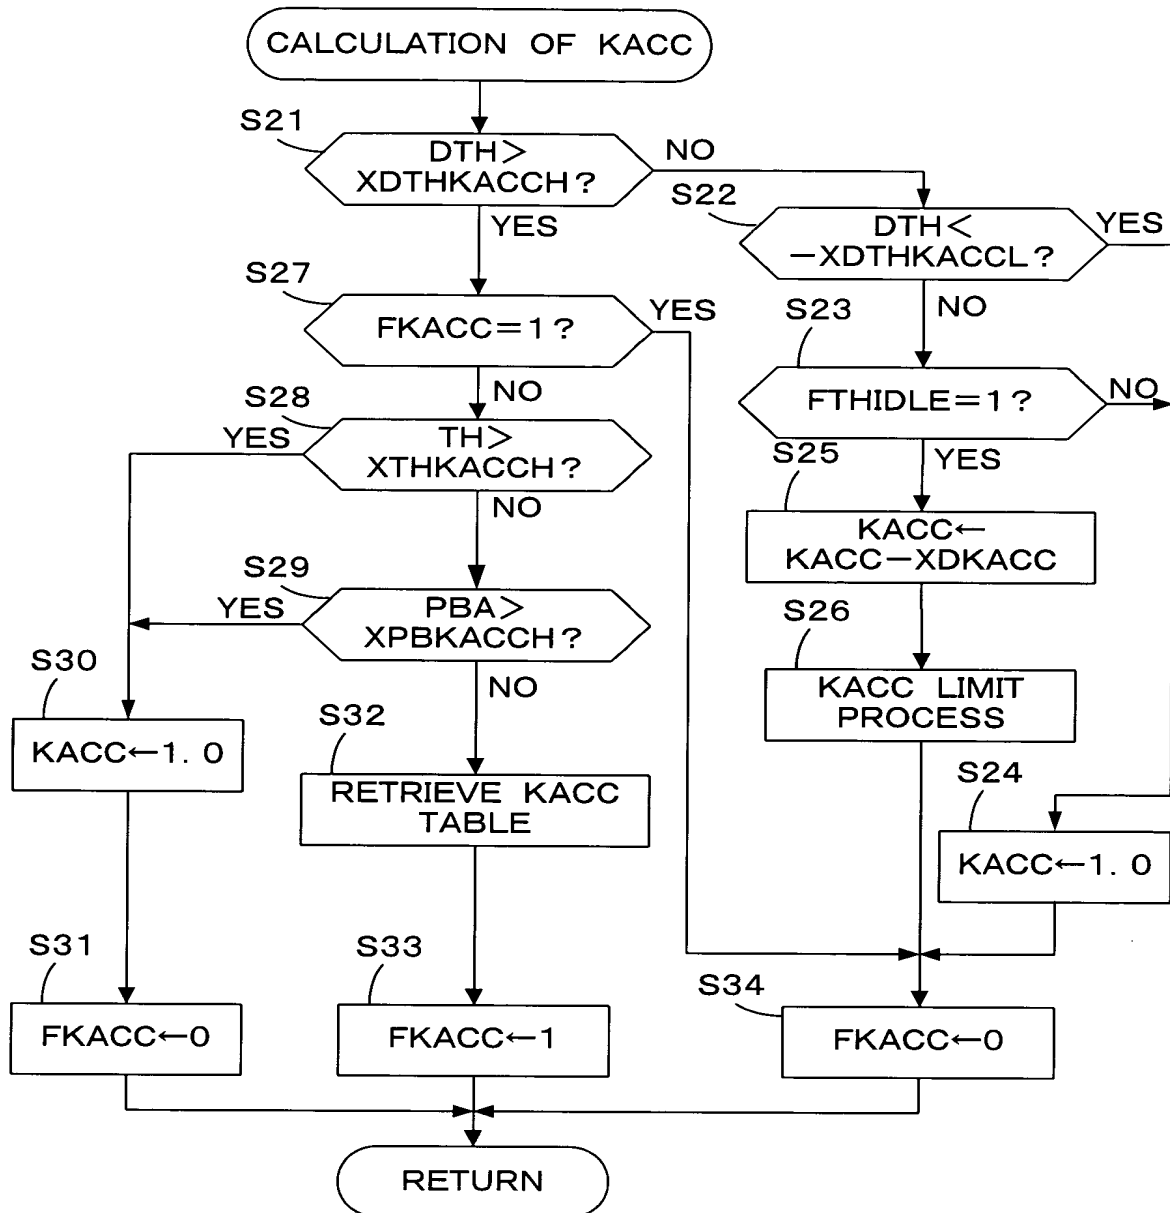 CALCULATION OF KACC
S21
DTH>
XDTHKACCH?
NO
YES
S22
DTH<
−XDTHKACCL?
YES
NO
S27
FKACC=1?
YES
NO
S23
FTHIDLE=1?
NO
YES
S28
TH>
XTHKACCH?
YES
NO
S25
KACC←
KACC−XDKACC
S29
PBA>
XPBKACCH?
YES
NO
S26
KACC LIMIT
PROCESS
S30
KACC←1.0
S32
RETRIEVE KACC
TABLE
S24
KACC←1.0
S31
FKACC←0
S33
FKACC←1
S34
FKACC←0
RETURN